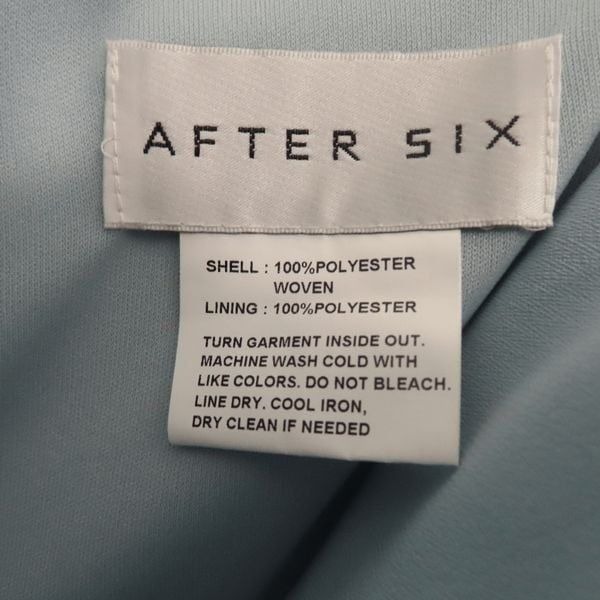 AFTER SIX
SHELL : 100%POLYESTER
WOVEN
LINING : 100%POLYESTER
TURN GARMENT INSIDE OUT.
MACHINE WASH COLD WITH
LIKE COLORS. DO NOT BLEACH.
LINE DRY. COOL IRON,
DRY CLEAN IF NEEDED